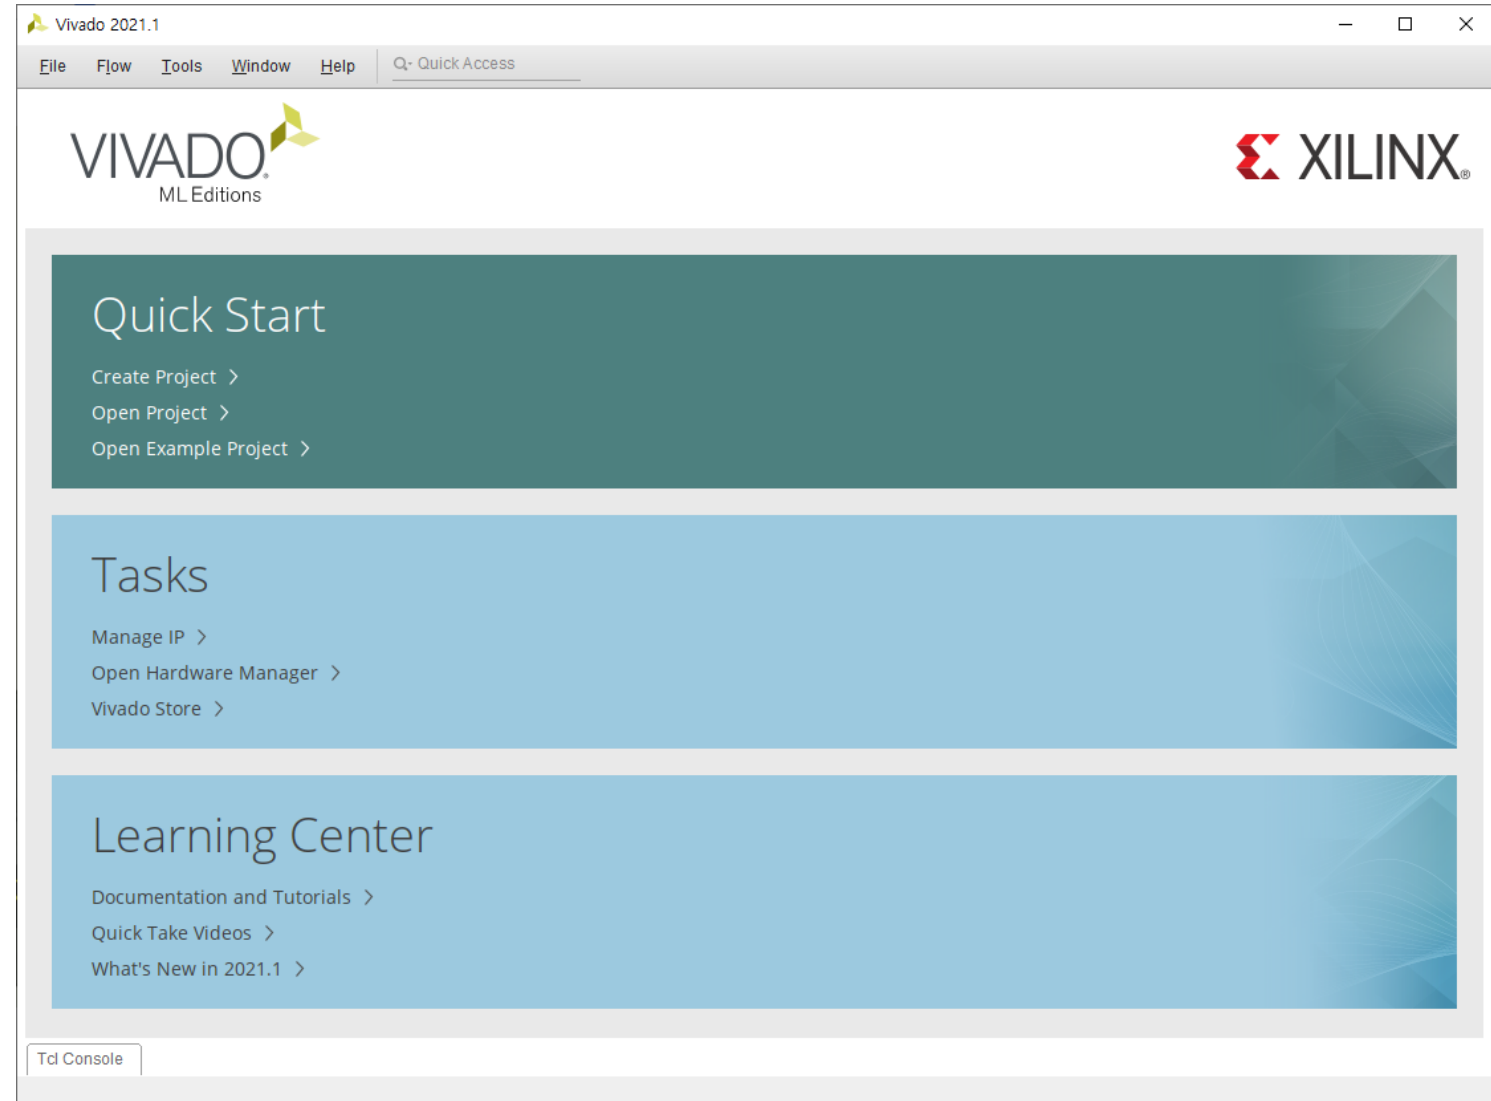 Vivado 2021.1
File Flow Tools Window Help Quick Access
VIVADO®
ML Editions
XILINX®
Quick Start
Create Project
Open Project
Open Example Project
Tasks
Manage IP
Open Hardware Manager
Vivado Store
Learning Center
Documentation and Tutorials
Quick Take Videos
What's New in 2021.1
Tcl Console